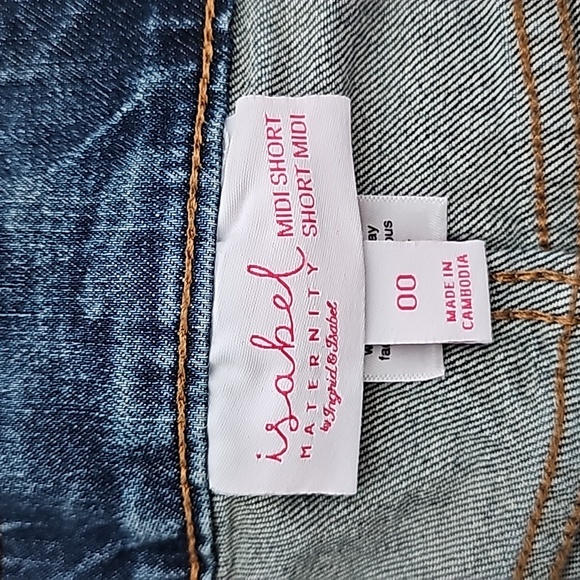 isabel
MATERNITY
by Ingrid & Isabel
MIDI SHORT
SHORT MIDI
00
MADE IN
CAMBODIA